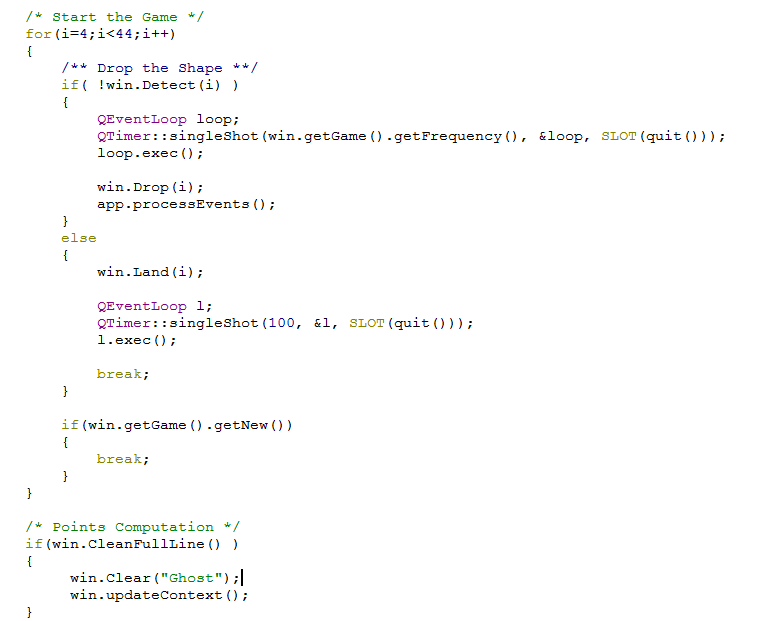 /* Start the Game */
for(i=4;i<44;i++)
{
    /** Drop the Shape **/
    if( !win.Detect(i) )
    {
        QEventLoop loop;
        QTimer::singleShot(win.getGame().getFrequency(), &loop, SLOT(quit()));
        loop.exec();

        win.Drop(i);
        app.processEvents();
    }
    else
    {
        win.Land(i);

        QEventLoop l;
        QTimer::singleShot(100, &l, SLOT(quit()));
        l.exec();

        break;
    }

    if(win.getGame().getNew())
    {
        break;
    }
}

/* Points Computation */
if(win.CleanFullLine() )
{
     win.Clear("Ghost");
     win.updateContext();
}